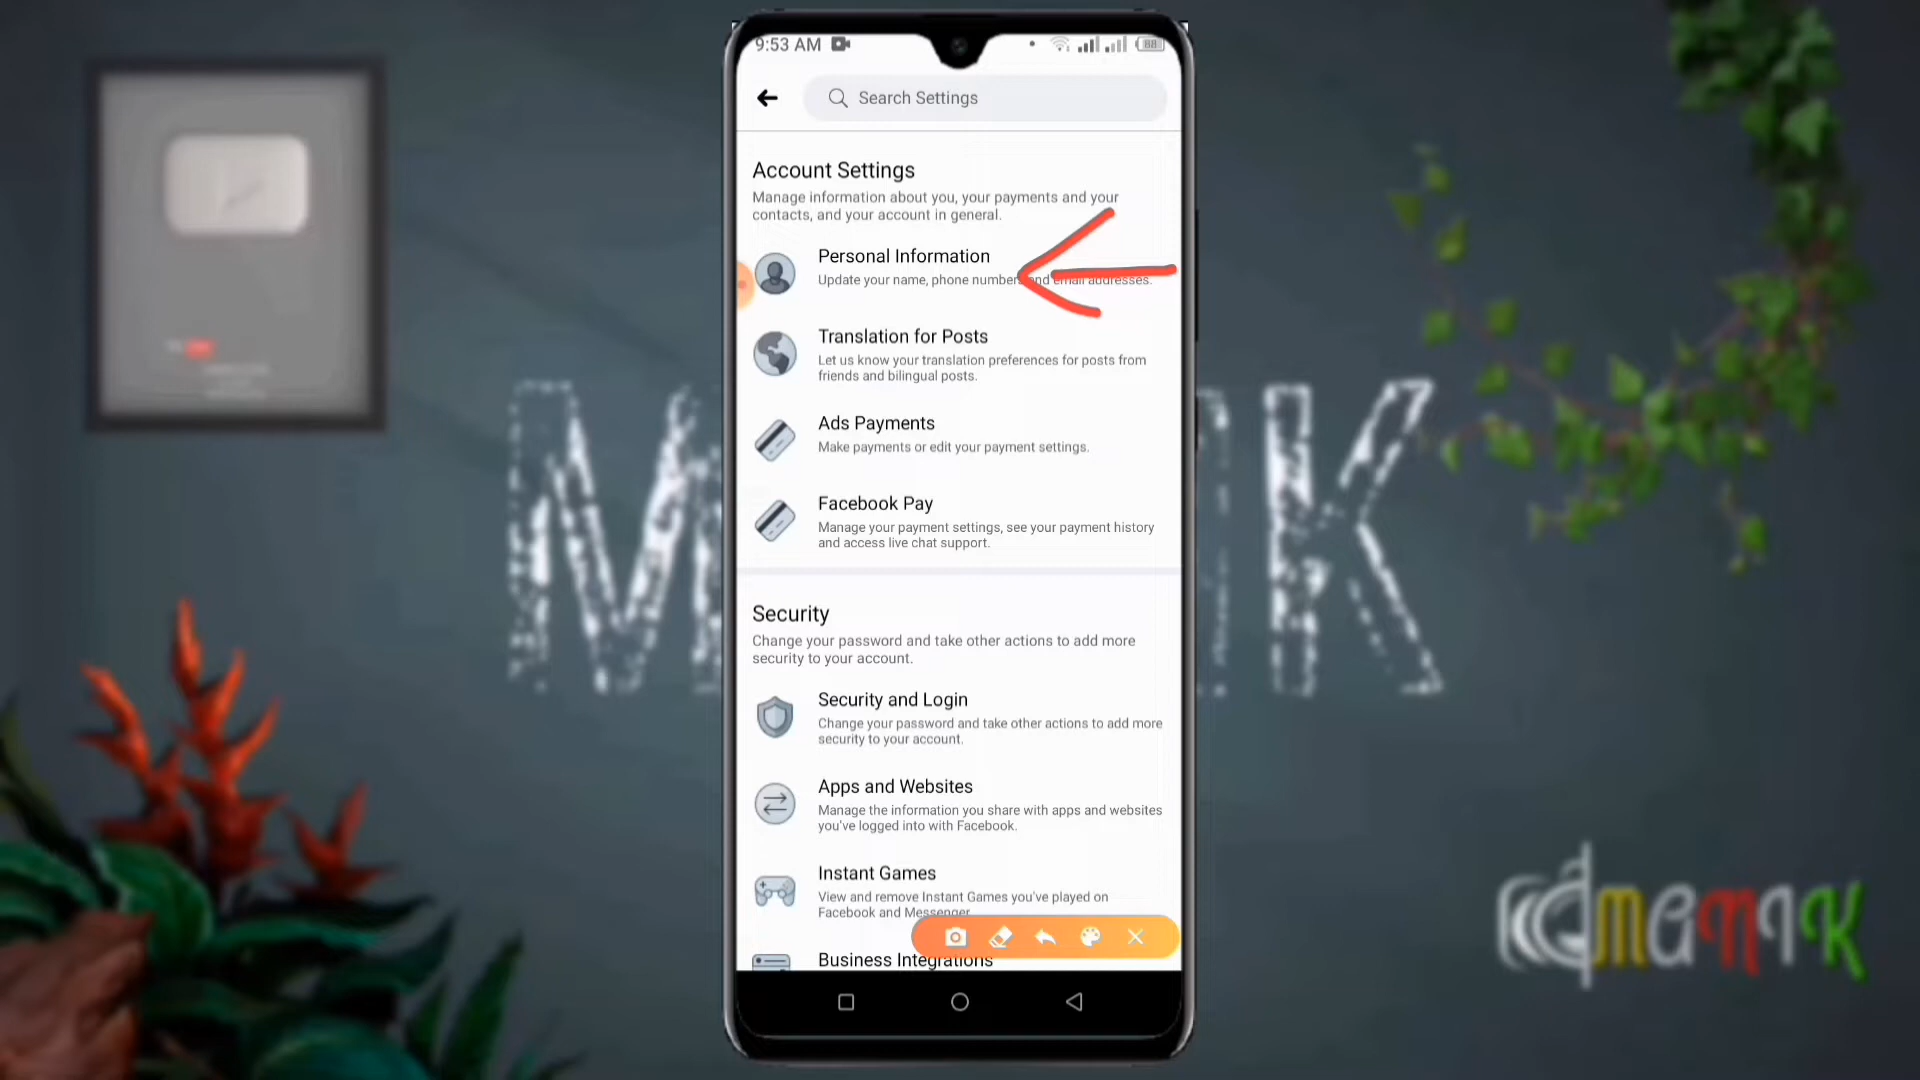 9:53 AM
88
Search Settings
Account Settings
Manage information about you, your payments and your
contacts, and your account in general.
Personal Information
Update your name, phone numbers and email addresses.
Translation for Posts
Let us know your translation preferences for posts from
friends and bilingual posts.
Ads Payments
Make payments or edit your payment settings.
Facebook Pay
Manage your payment settings, see your payment history
and access live chat support.
Security
Change your password and take other actions to add more
security to your account.
Security and Login
Change your password and take other actions to add more
security to your account.
Apps and Websites
Manage the information you share with apps and websites
you've logged into with Facebook.
Instant Games
View and remove Instant Games you've played on
Facebook and Messenger.
Business Integrations